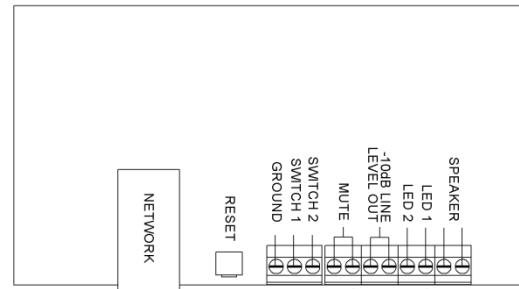 NETWORK
RESET
GROUND
SWITCH 1
SWITCH 2
MUTE
-10dB LINE
LEVEL OUT
LED 2
LED 1
SPEAKER